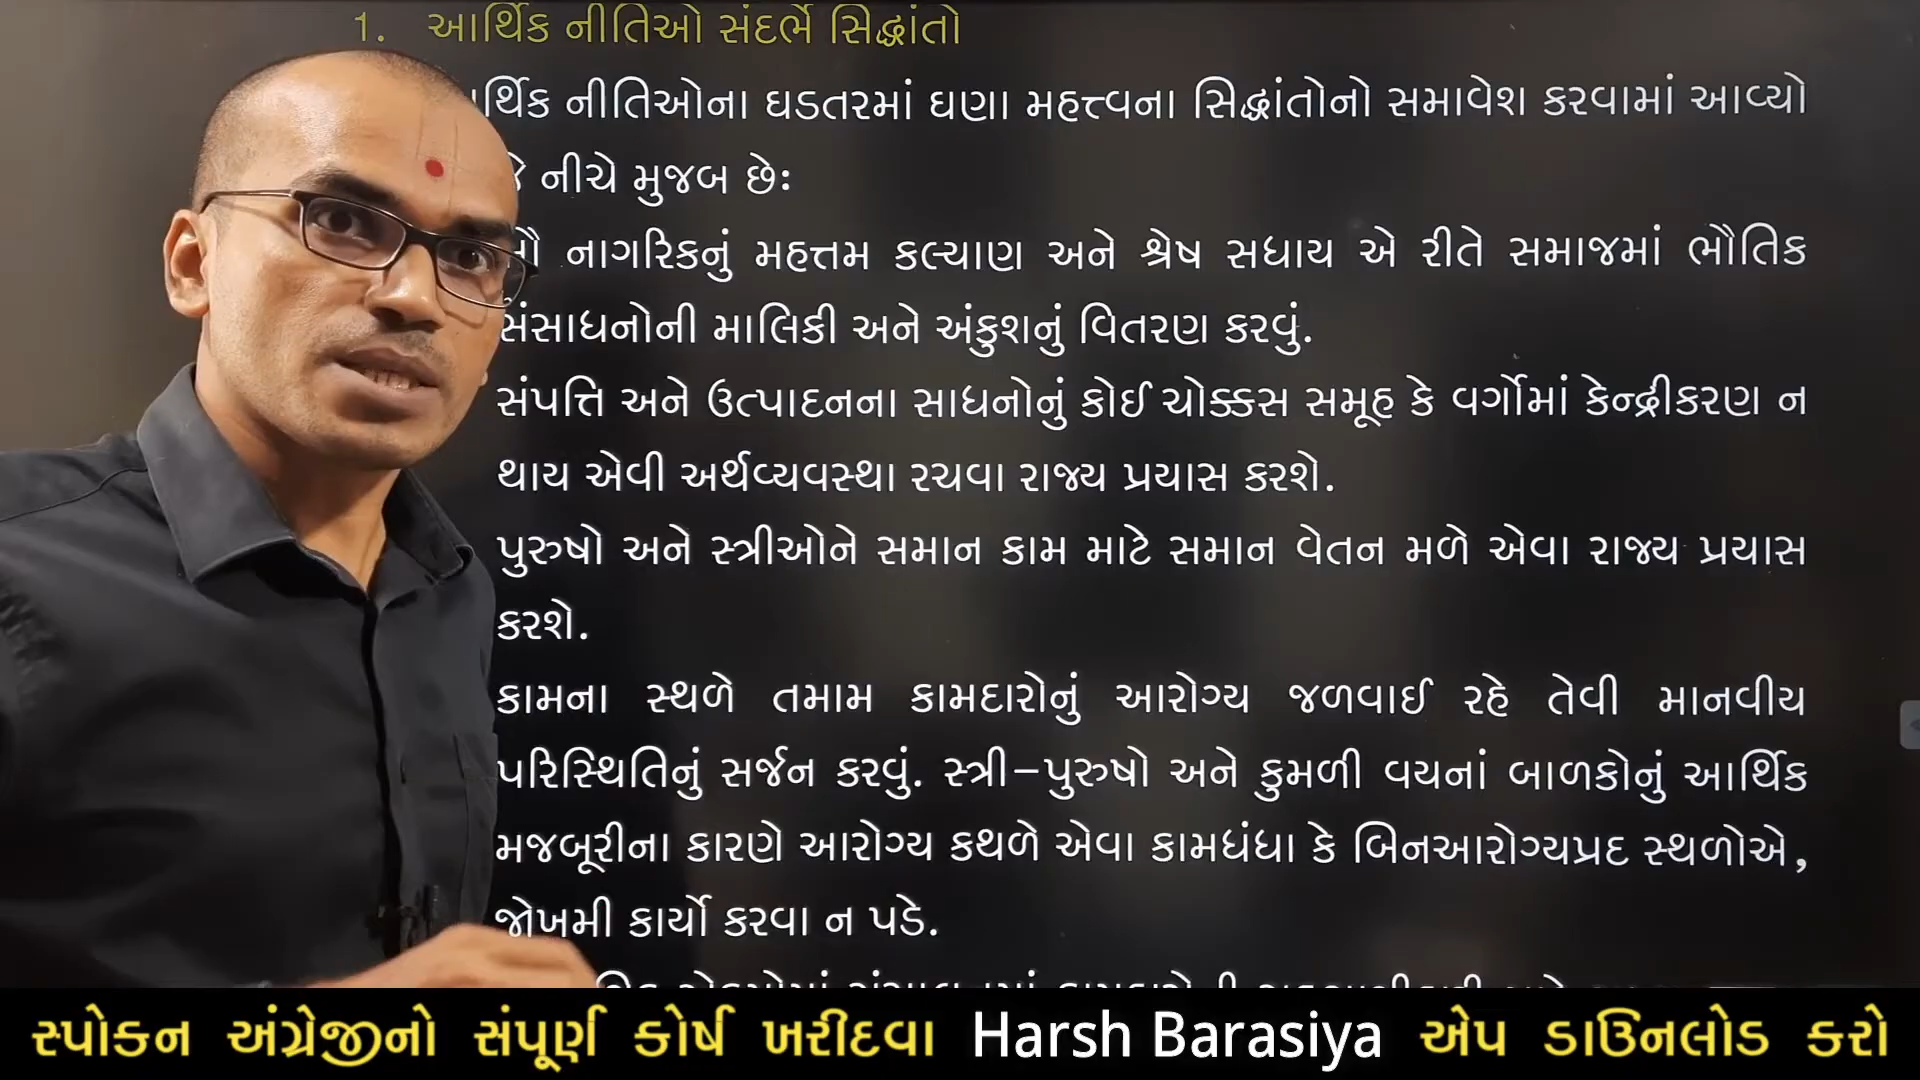 1. આર્થિક નીતિઓ સંદર્ભે સિદ્ધાંતો
નીતિઓના ઘડતરમાં ઘણા મહત્ત્વના સિદ્ધાંતોનો સમાવેશ કરવામાં આવ્યો
નીચે મુજબ છેઃ
નાગરિકનું મહત્તમ કલ્યાણ અને શ્રેષ સધાય એ રીતે સમાજમાં ભૌતિક
સંસાધનોની માલિકી અને અંકુશનું વિતરણ કરવું.
સંપત્તિ અને ઉત્પાદનના સાધનોનું કોઈ ચોક્કસ સમૂહ કે વર્ગોમાં કેન્દ્રીકરણ ન
થાય એવી અર્થવ્યવસ્થા રચવા રાજ્ય પ્રયાસ કરશે.
પુરુષો અને સ્ત્રીઓને સમાન કામ માટે સમાન વેતન મળે એવા રાજ્ય પ્રયાસ
કરશે.
કામના સ્થળે તમામ કામદારોનું આરોગ્ય જળવાઈ રહે તેવી માનવીય
પરિસ્થિતિનું સર્જન કરવું. સ્ત્રી–પુરુષો અને કુમળી વયનાં બાળકોનું આર્થિક
મજબૂરીના કારણે આરોગ્ય કથળે એવા કામધંધા કે બિનઆરોગ્યપ્રદ સ્થળોએ,
જોખમી કાર્યો કરવા ન પડે.
સ્પોકન અંગ્રેજીનો સંપૂર્ણ કોર્ષ ખરીદવા Harsh Barasiya એપ ડાઉનલોડ કરો